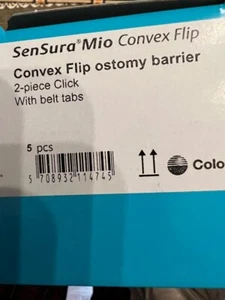 SenSura® Mio Convex Flip
Convex Flip ostomy barrier
2-piece Click
With belt tabs
5 pcs
5 708932 114745
Colo